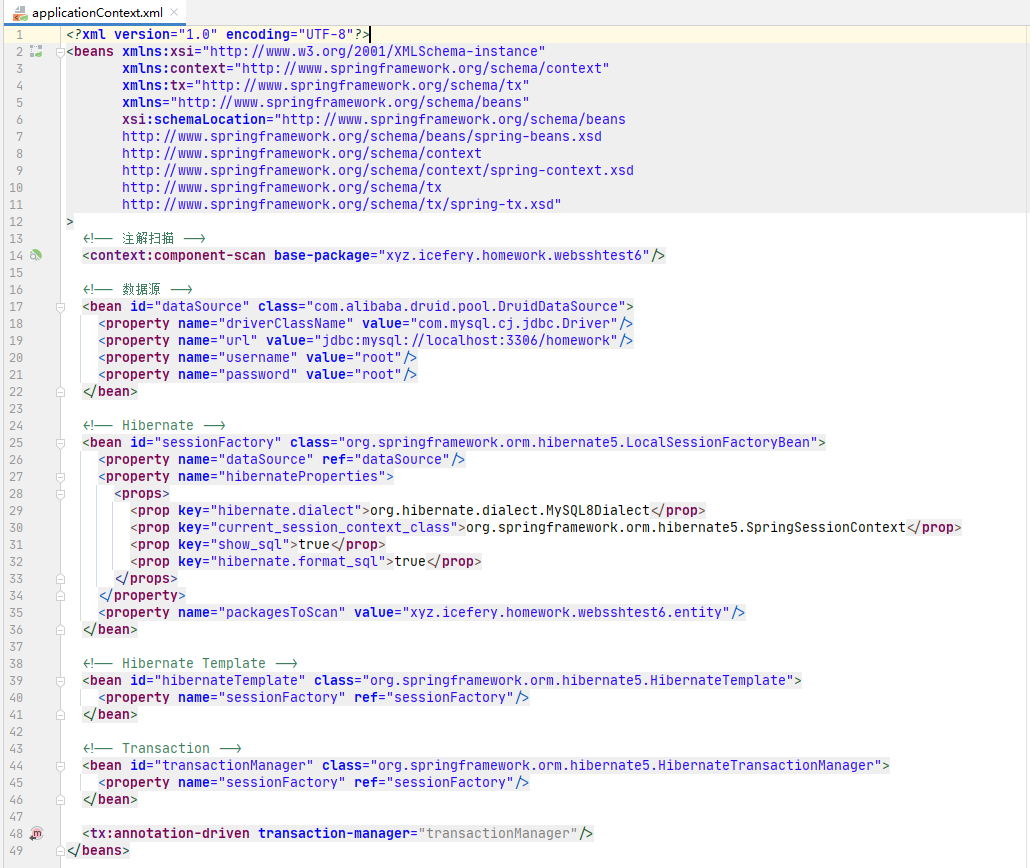 applicationContext.xml
1 <?xml version="1.0" encoding="UTF-8"?>
2 <beans xmlns:xsi="http://www.w3.org/2001/XMLSchema-instance"
3 xmlns:context="http://www.springframework.org/schema/context"
4 xmlns:tx="http://www.springframework.org/schema/tx"
5 xmlns="http://www.springframework.org/schema/beans"
6 xsi:schemaLocation="http://www.springframework.org/schema/beans
7 http://www.springframework.org/schema/beans/spring-beans.xsd
8 http://www.springframework.org/schema/context
9 http://www.springframework.org/schema/context/spring-context.xsd
10 http://www.springframework.org/schema/tx
11 http://www.springframework.org/schema/tx/spring-tx.xsd"
12 >
13 <!-- 注解扫描 -->
14 <context:component-scan base-package="xyz.icefery.homework.websshtest6"/>
15
16 <!-- 数据源 -->
17 <bean id="dataSource" class="com.alibaba.druid.pool.DruidDataSource">
18 <property name="driverClassName" value="com.mysql.cj.jdbc.Driver"/>
19 <property name="url" value="jdbc:mysql://localhost:3306/homework"/>
20 <property name="username" value="root"/>
21 <property name="password" value="root"/>
22 </bean>
23
24 <!-- Hibernate -->
25 <bean id="sessionFactory" class="org.springframework.orm.hibernate5.LocalSessionFactoryBean">
26 <property name="dataSource" ref="dataSource"/>
27 <property name="hibernateProperties">
28 <props>
29 <prop key="hibernate.dialect">org.hibernate.dialect.MySQL8Dialect</prop>
30 <prop key="current_session_context_class">org.springframework.orm.hibernate5.SpringSessionContext</prop>
31 <prop key="show_sql">true</prop>
32 <prop key="hibernate.format_sql">true</prop>
33 </props>
34 </property>
35 <property name="packagesToScan" value="xyz.icefery.homework.websshtest6.entity"/>
36 </bean>
37
38 <!-- Hibernate Template -->
39 <bean id="hibernateTemplate" class="org.springframework.orm.hibernate5.HibernateTemplate">
40 <property name="sessionFactory" ref="sessionFactory"/>
41 </bean>
42
43 <!-- Transaction -->
44 <bean id="transactionManager" class="org.springframework.orm.hibernate5.HibernateTransactionManager">
45 <property name="sessionFactory" ref="sessionFactory"/>
46 </bean>
47
48 <tx:annotation-driven transaction-manager="transactionManager"/>
49 </beans>